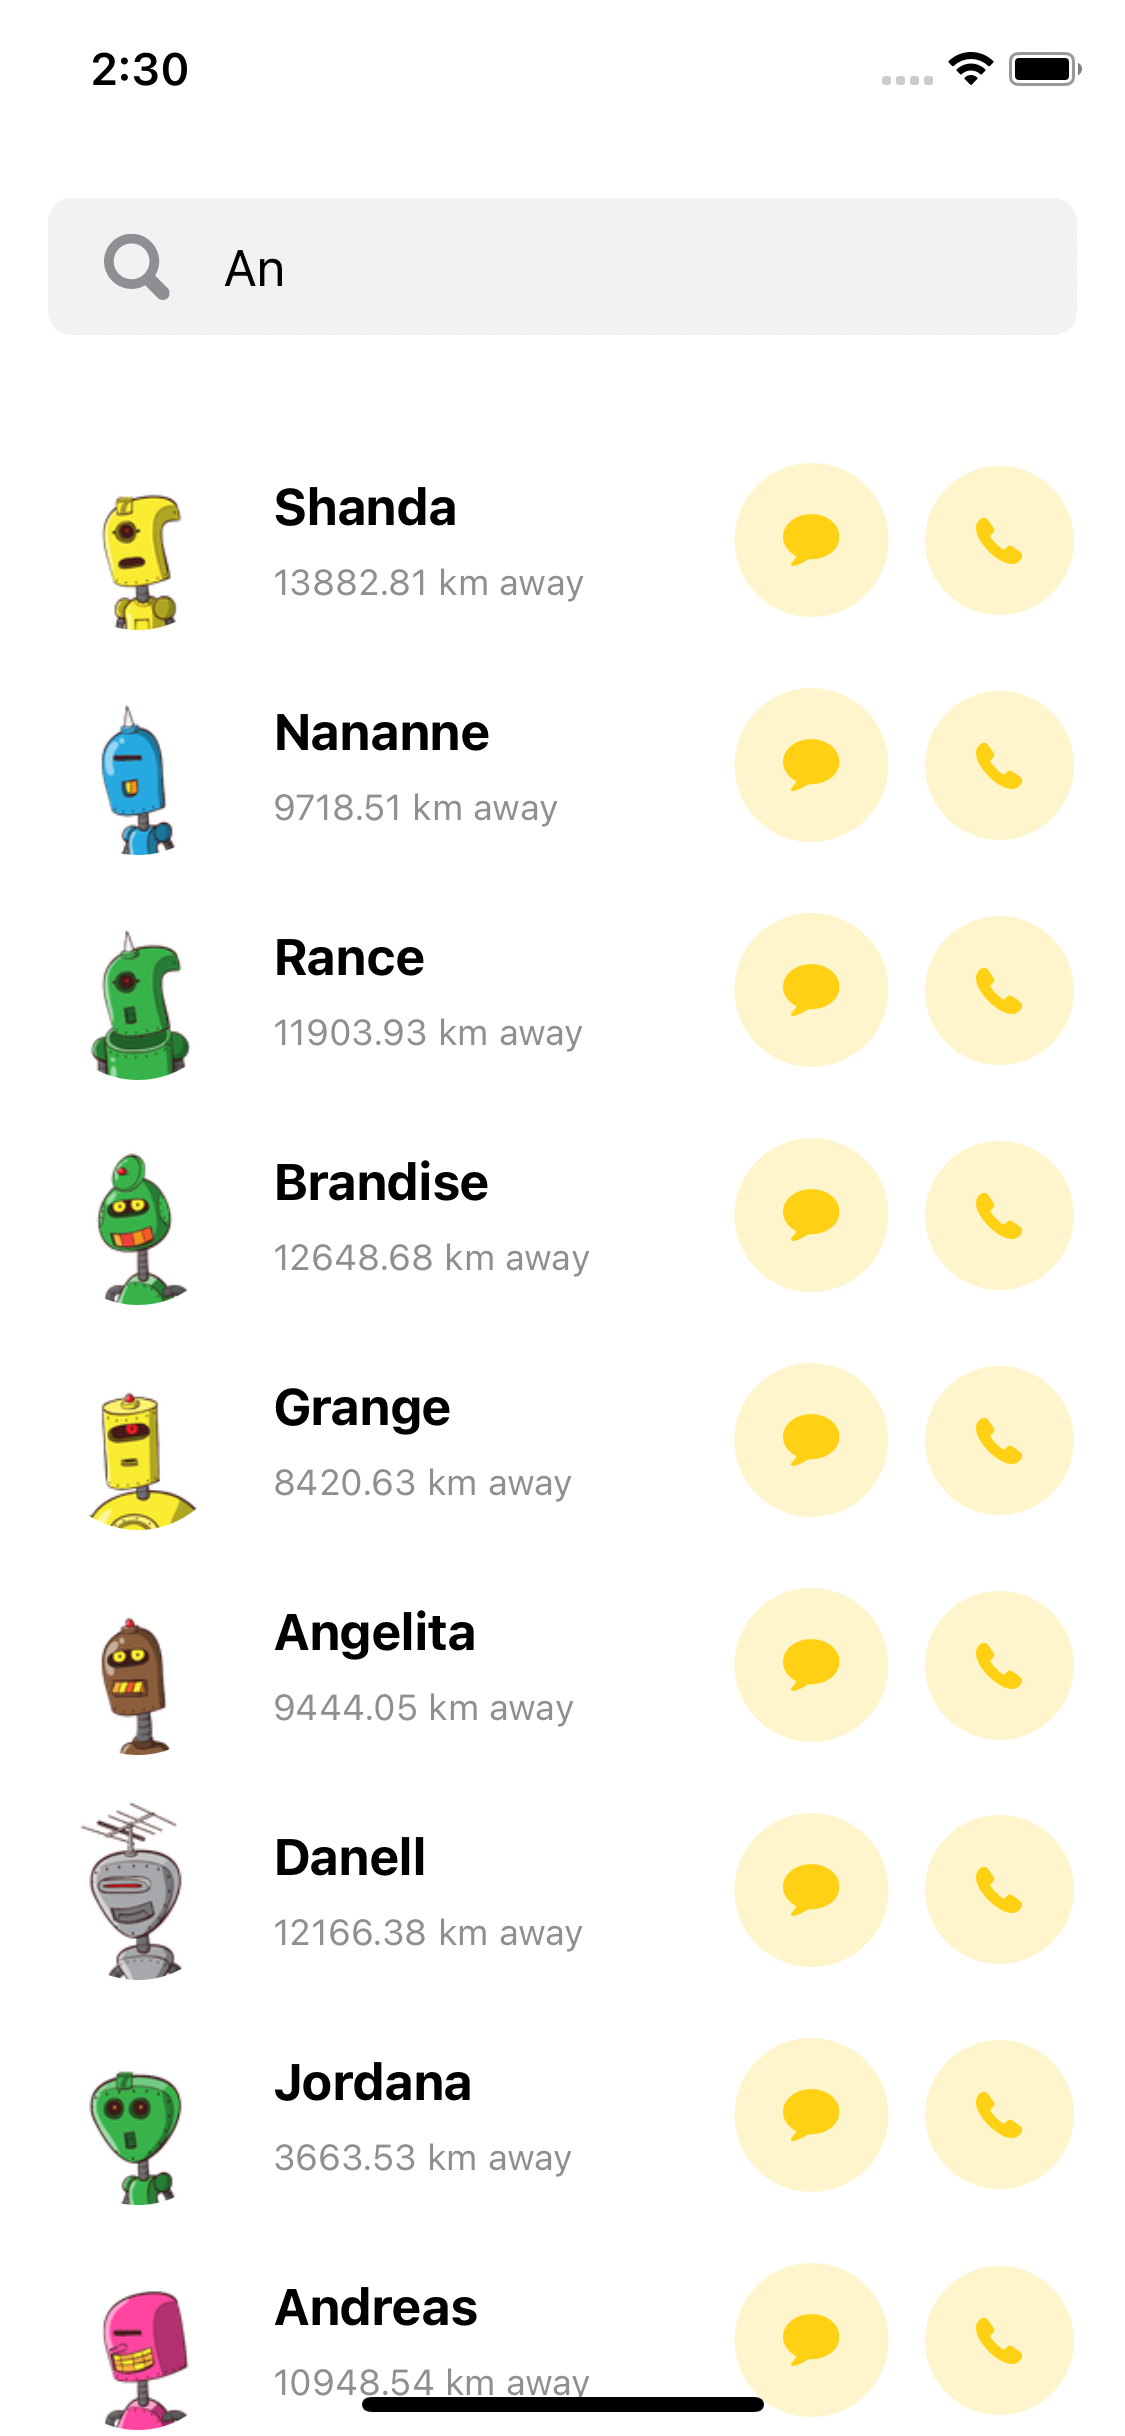 2:30
An
Shanda
13882.81 km away
Nananne
9718.51 km away
Rance
11903.93 km away
Brandise
12648.68 km away
Grange
8420.63 km away
Angelita
9444.05 km away
Danell
12166.38 km away
Jordana
3663.53 km away
Andreas
10948.54 km away